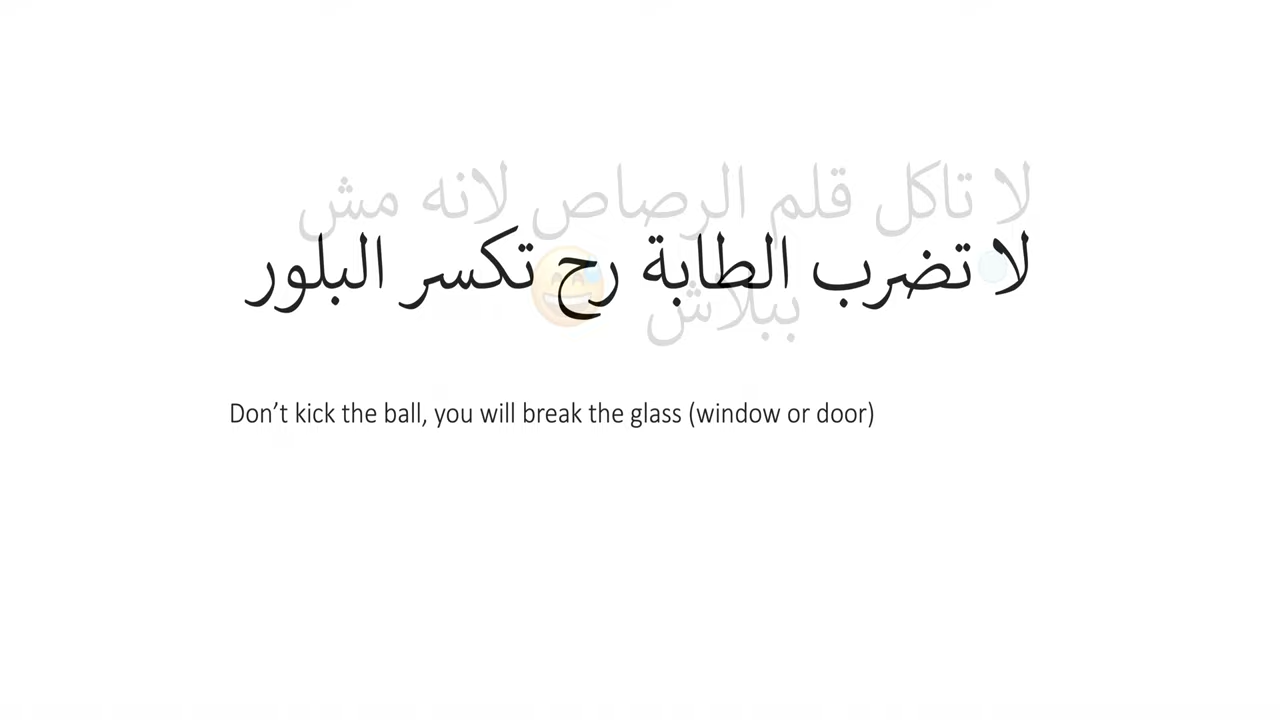 لا تاكل قلم الرصاص لانه مش
لا تضرب الطابة رح تكسر البلور
ببلاش
Don't kick the ball, you will break the glass (window or door)